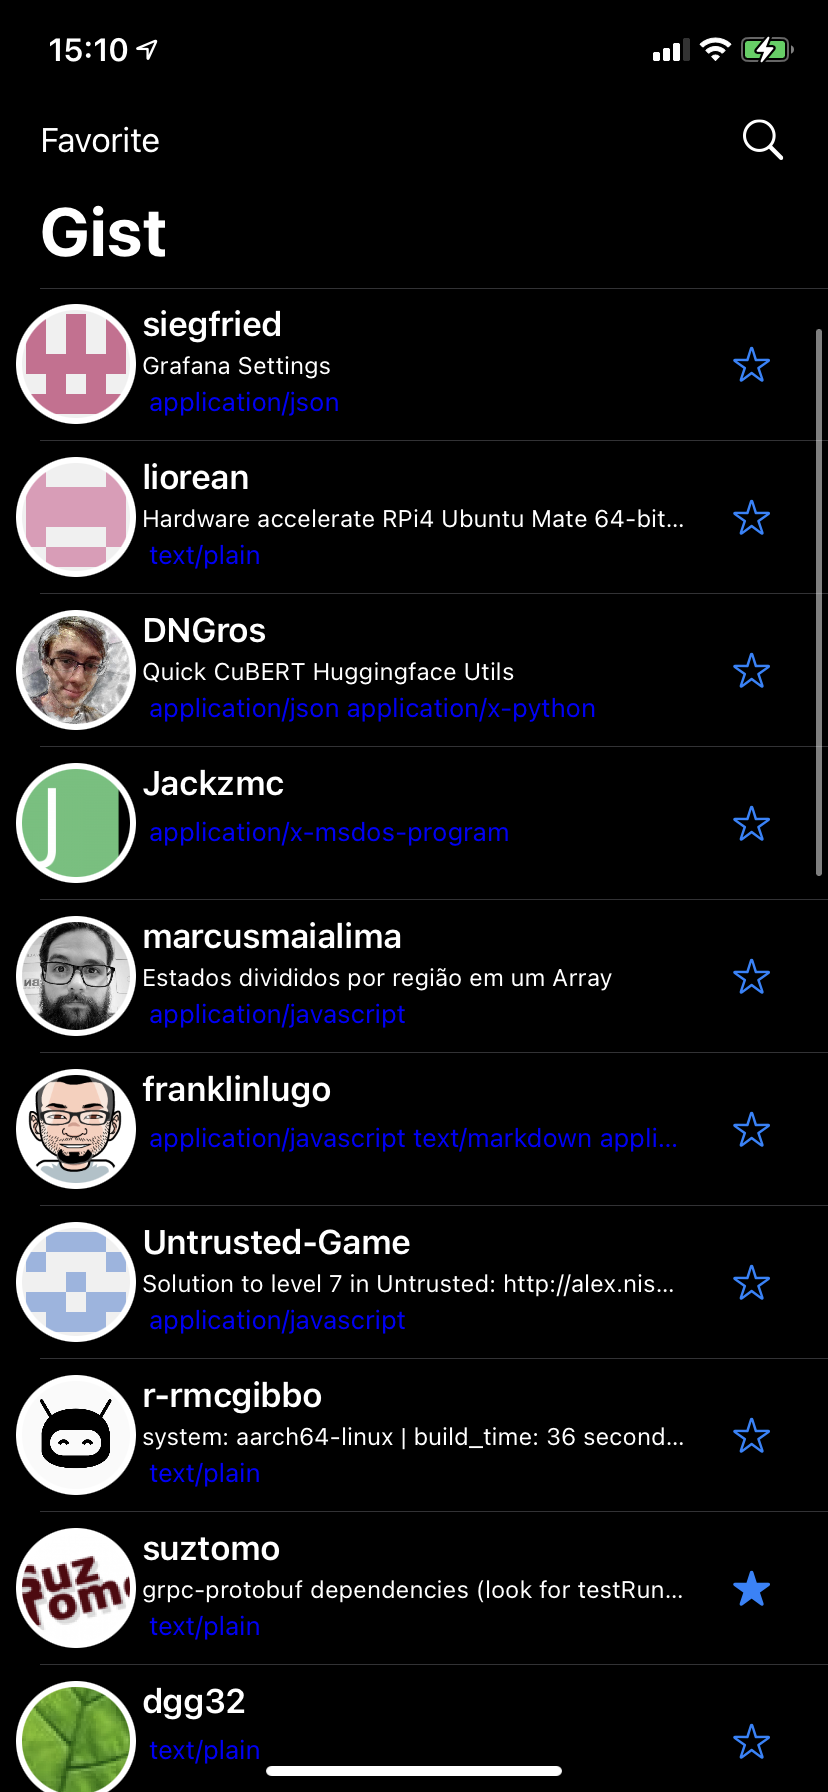 15:10
Favorite
Gist
siegfried
Grafana Settings
application/json
liorean
Hardware accelerate RPi4 Ubuntu Mate 64-bit...
text/plain
DNGros
Quick CuBERT Huggingface Utils
application/json application/x-python
J
Jackzmc
application/x-msdos-program
marcusmaialima
Estados divididos por região em um Array
application/javascript
franklinlugo
application/javascript text/markdown appli...
Untrusted-Game
Solution to level 7 in Untrusted: http://alex.nis...
application/javascript
r-rmcgibbo
system: aarch64-linux | build_time: 36 second...
text/plain
suz
Tomo
suztomo
grpc-protobuf dependencies (look for testRun...
text/plain
dgg32
text/plain